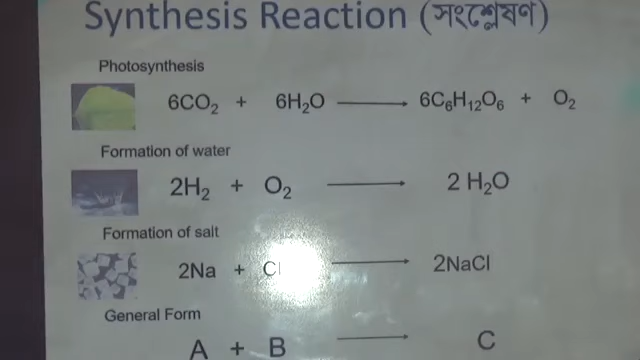 Synthesis Reaction (সংশ্লেষণ)
Photosynthesis
6CO₂ + 6H₂O ⟶ 6C₆H₁₂O₆ + O₂
Formation of water
2H₂ + O₂ ⟶ 2 H₂O
Formation of salt
2Na + Cl ⟶ 2NaCl
General Form
A + B ⟶ C